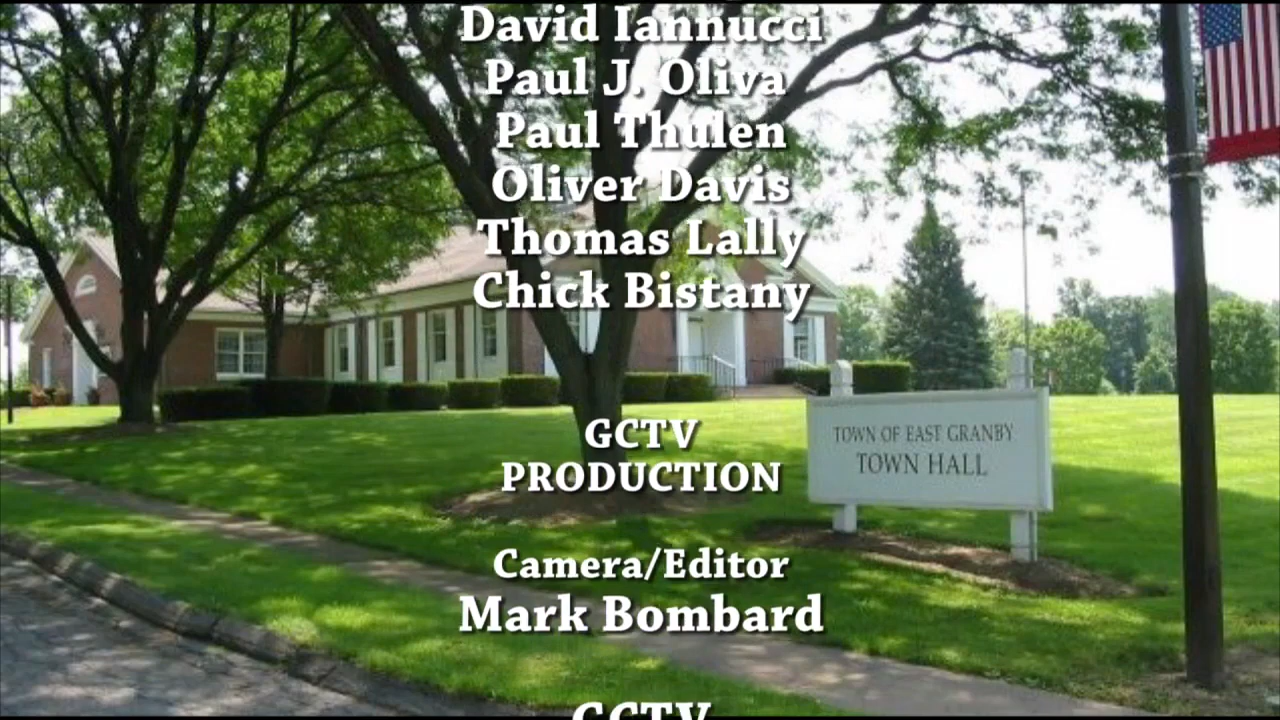 David Iannucci
Paul J. Oliva
Paul Thulen
Oliver Davis
Thomas Lally
Chick Bistany
GCTV
PRODUCTION
TOWN OF EAST GRANBY
TOWN HALL
Camera/Editor
Mark Bombard
GCTV